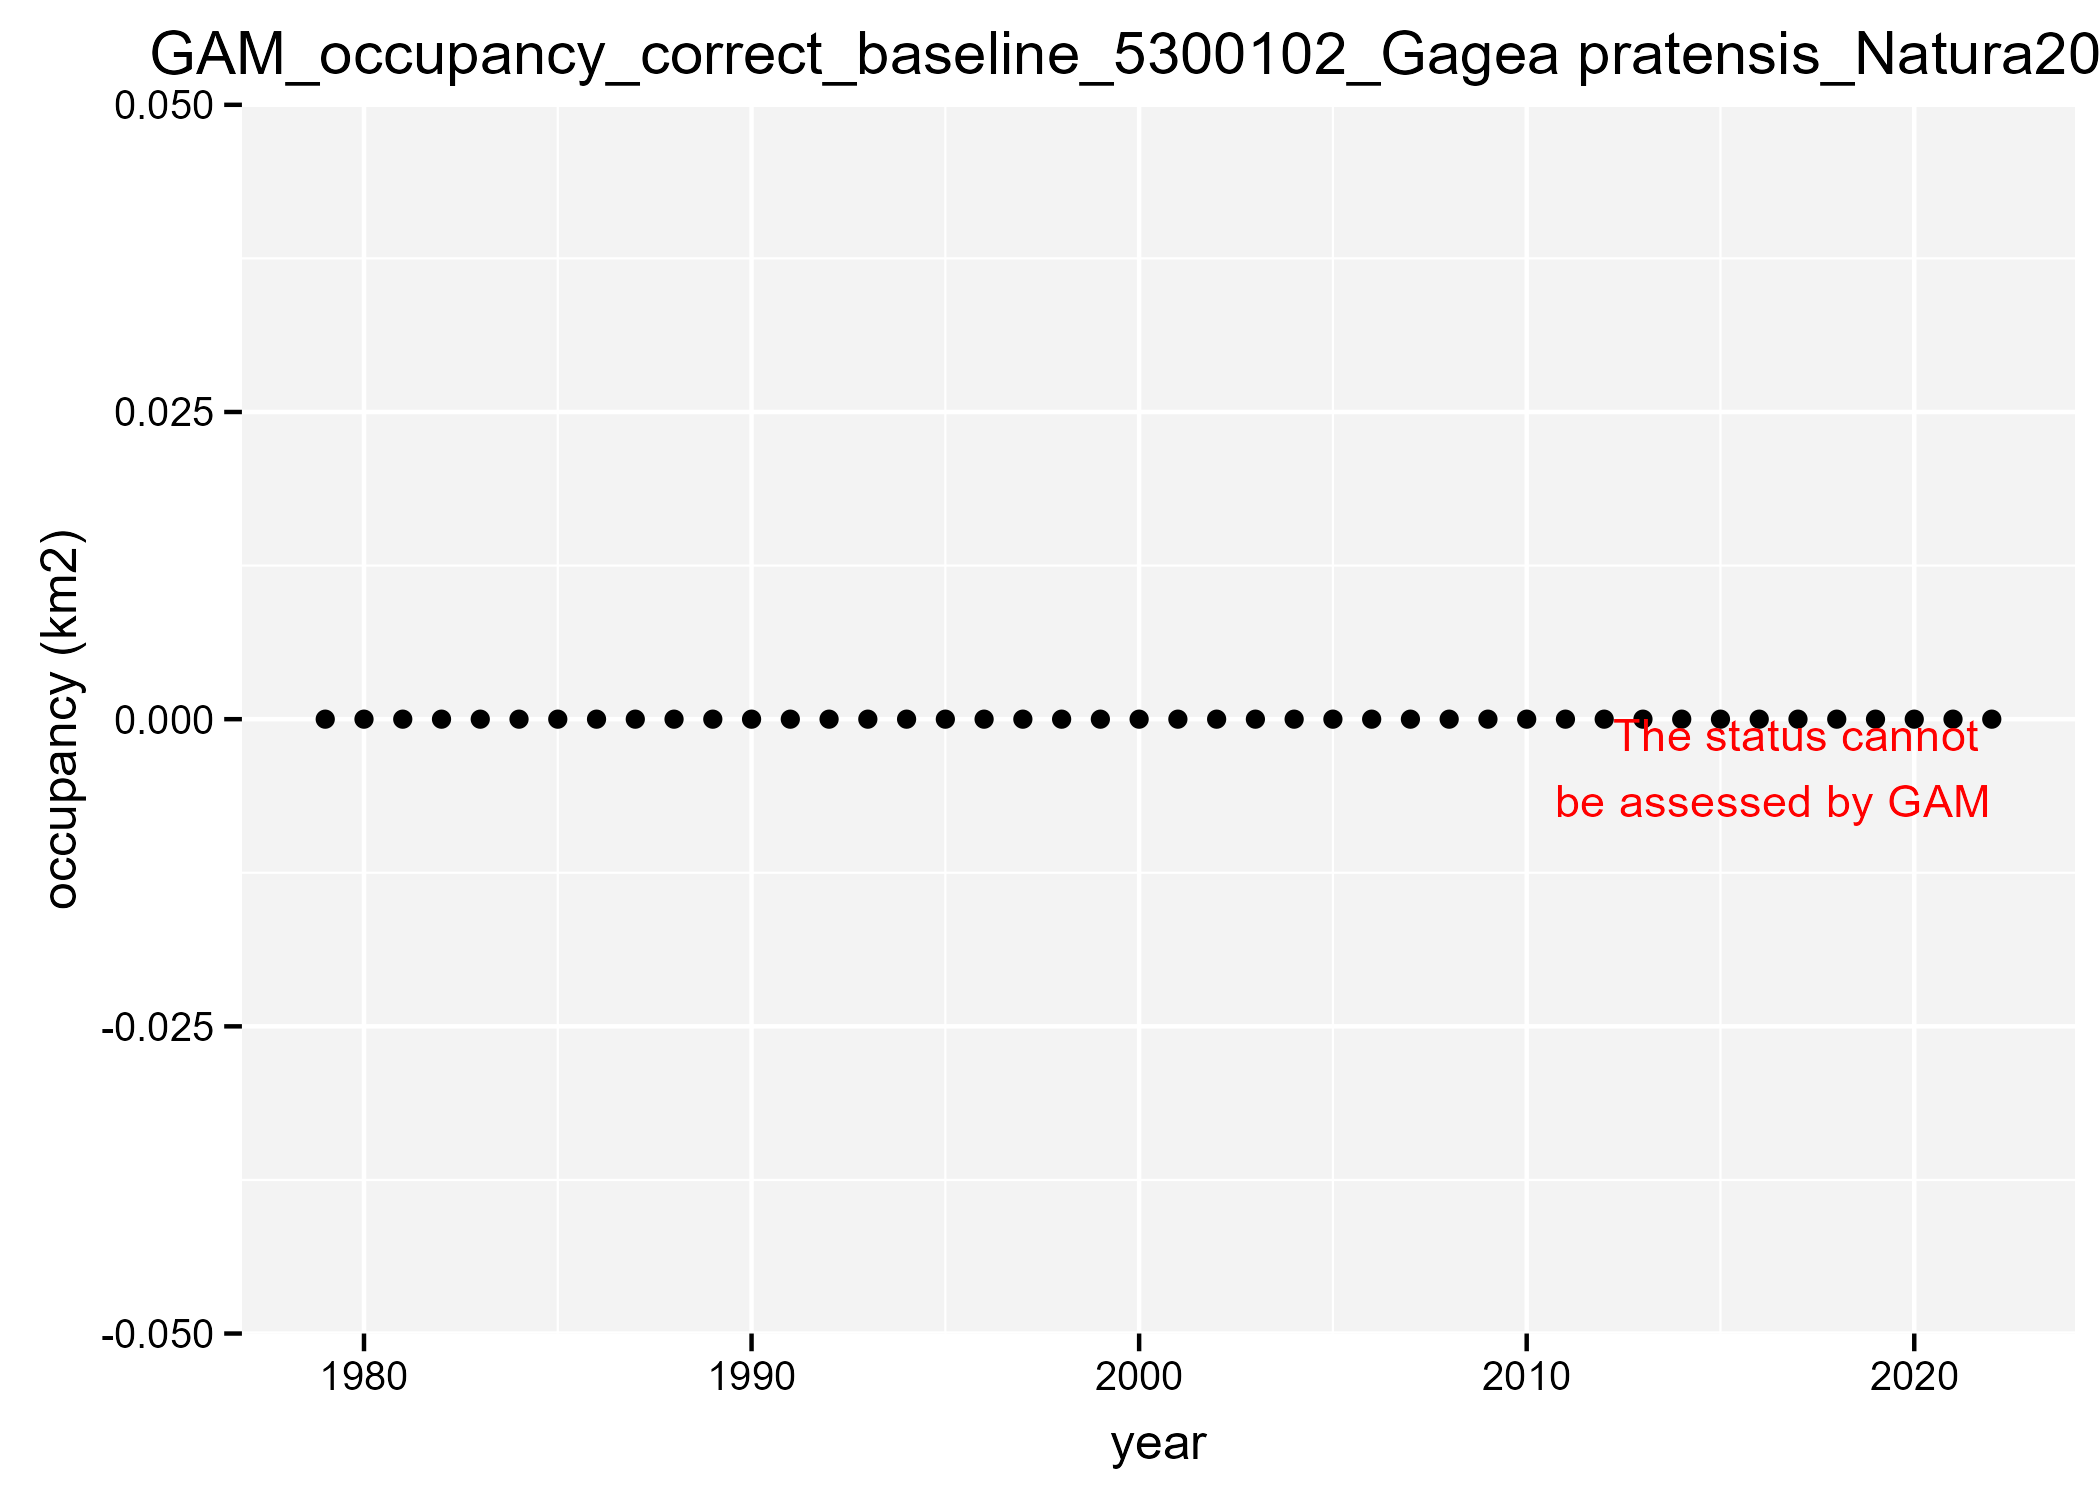 GAM_occupancy_correct_baseline_5300102_Gagea pratensis_Natura20
0.050
0.025
0.000
-0.025
-0.050
occupancy (km2)
The status cannot
be assessed by GAM
1980 1990 2000 2010 2020
year